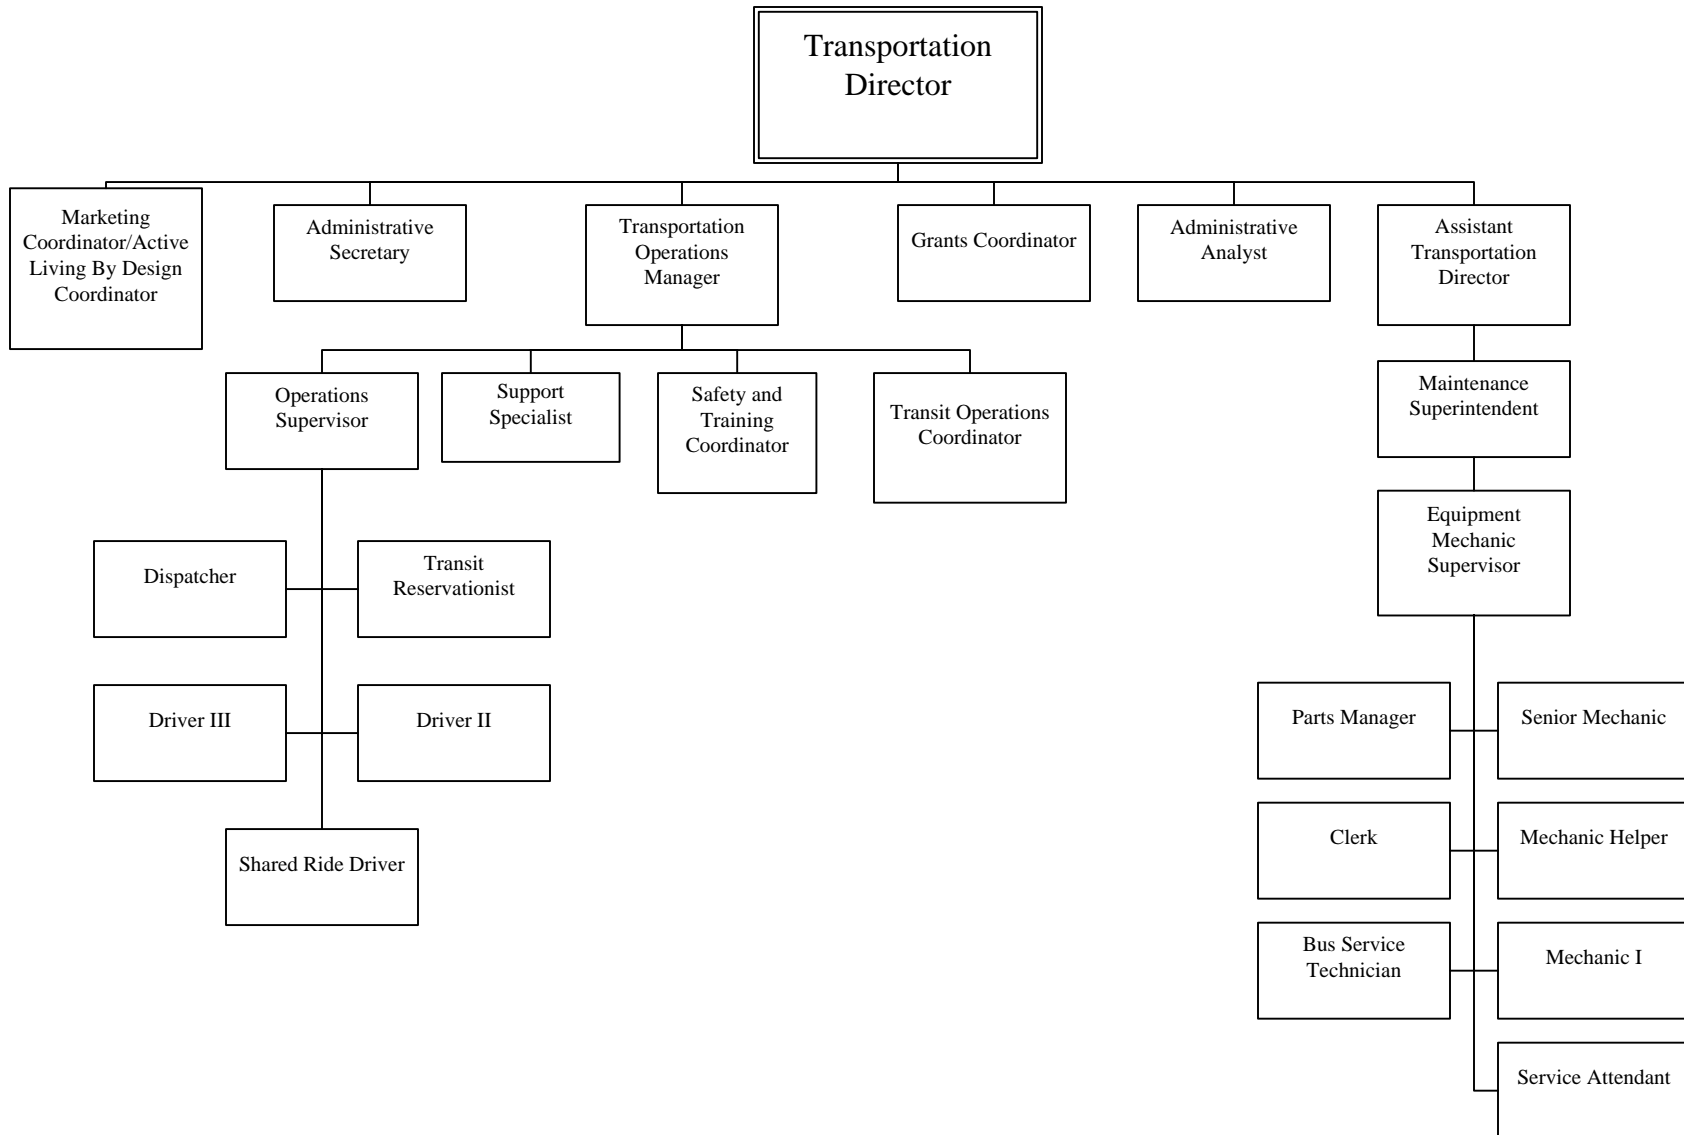 Transportation
Director
Marketing
Coordinator/Active
Living By Design
Coordinator
Administrative
Secretary
Transportation
Operations
Manager
Grants Coordinator
Administrative
Analyst
Assistant
Transportation
Director
Operations
Supervisor
Support
Specialist
Safety and
Training
Coordinator
Transit Operations
Coordinator
Maintenance
Superintendent
Equipment
Mechanic
Supervisor
Dispatcher
Transit
Reservationist
Driver III
Driver II
Shared Ride Driver
Parts Manager
Senior Mechanic
Clerk
Mechanic Helper
Bus Service
Technician
Mechanic I
Service Attendant